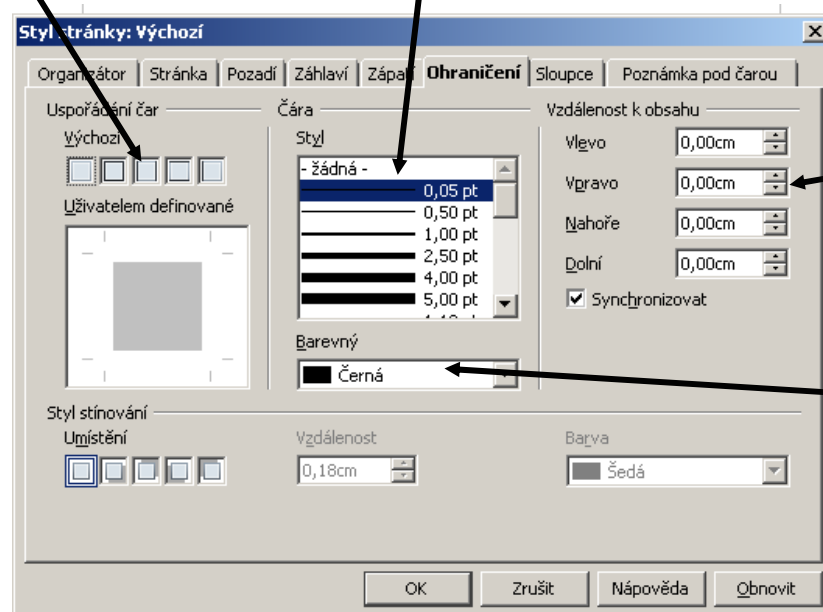 Styl stránky: Výchozí
Organizátor Stránka Pozadí Záhlaví Zápatí Ohraničení Sloupce Poznámka pod čarou
Uspořádání čar
Výchozí
Uživatelem definované
Čára
Styl
- žádná -
0,05 pt
0,50 pt
1,00 pt
2,50 pt
4,00 pt
5,00 pt
Barevný
Černá
Vzdálenost k obsahu
Vlevo 0,00cm
Vpravo 0,00cm
Nahoře 0,00cm
Dolní 0,00cm
Synchronizovat
Styl stínování
Umístění
Vzdálenost
0,18cm
Barva
Šedá
OK Zrušit Nápověda Obnovit